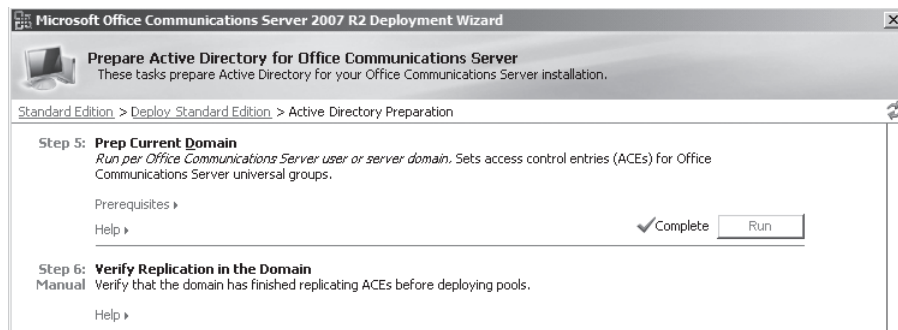 Microsoft Office Communications Server 2007 R2 Deployment Wizard
Prepare Active Directory for Office Communications Server
These tasks prepare Active Directory for your Office Communications Server installation.
Standard Edition > Deploy Standard Edition > Active Directory Preparation
Step 5: Prep Current Domain
Run per Office Communications Server user or server domain. Sets access control entries (ACEs) for Office
Communications Server universal groups.
Prerequisites
Help
Complete Run
Step 6: Verify Replication in the Domain
Manual Verify that the domain has finished replicating ACEs before deploying pools.
Help